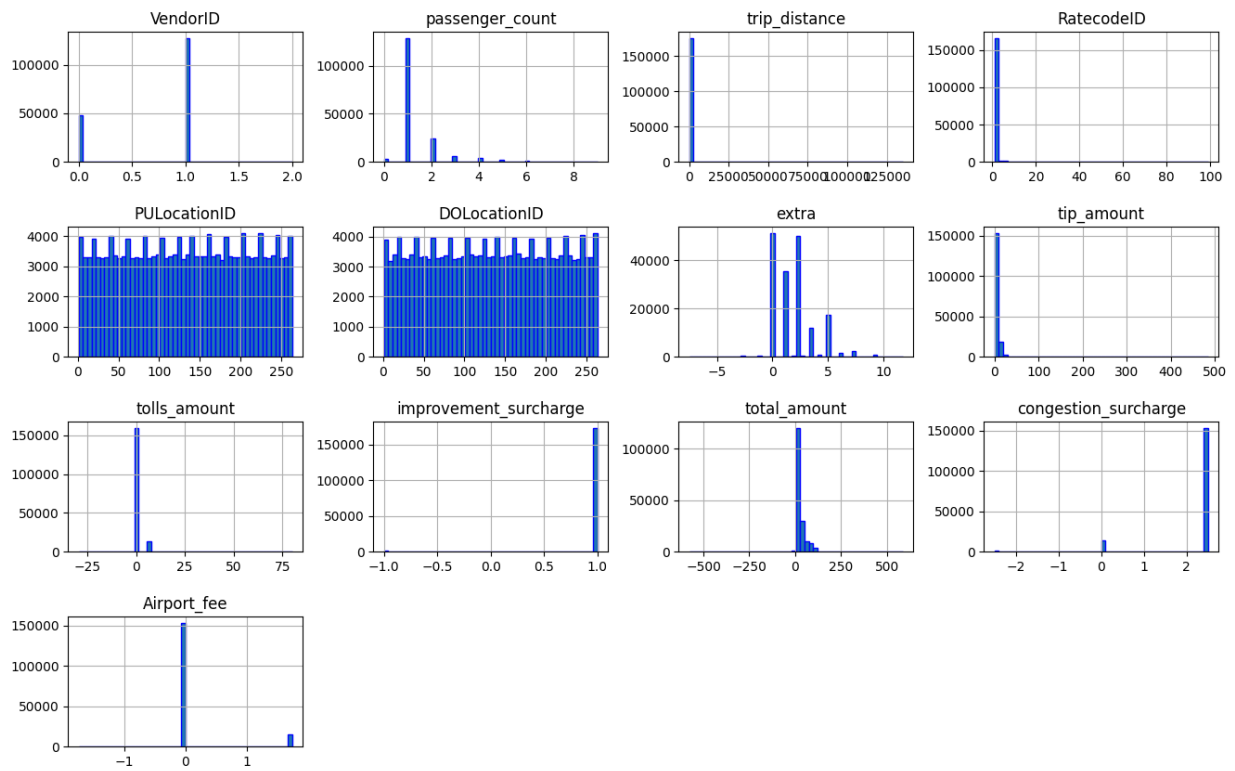 VendorID
100000
50000
0
0.0 0.5 1.0 1.5 2.0
passenger_count
100000
50000
0
0 2 4 6 8
trip_distance
150000
100000
50000
0
0 25000 50000 75000 100000 125000
RatecodeID
150000
100000
50000
0
0 20 40 60 80 100
PULocationID
4000
3000
2000
1000
0
0 50 100 150 200 250
DOLocationID
4000
3000
2000
1000
0
0 50 100 150 200 250
extra
40000
20000
0
−5 0 5 10
tip_amount
150000
100000
50000
0
0 100 200 300 400 500
tolls_amount
150000
100000
50000
0
−25 0 25 50 75
improvement_surcharge
150000
100000
50000
0
−1.0 −0.5 0.0 0.5 1.0
total_amount
100000
50000
0
−500 −250 0 250 500
congestion_surcharge
150000
100000
50000
0
−2 −1 0 1 2
Airport_fee
150000
100000
50000
0
−1 0 1